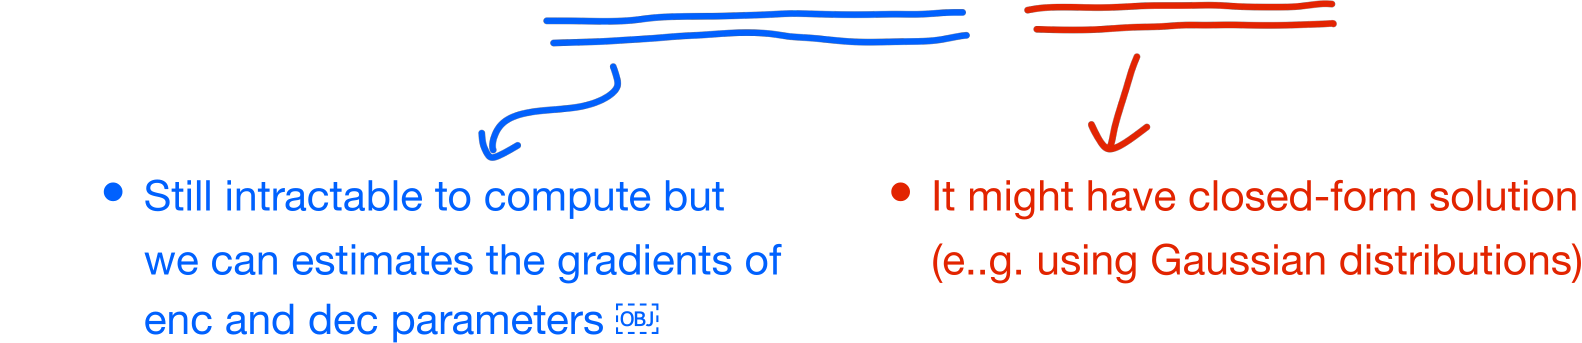 • Still intractable to compute but
we can estimates the gradients of
enc and dec parameters ￼
• It might have closed-form solution
(e..g. using Gaussian distributions)